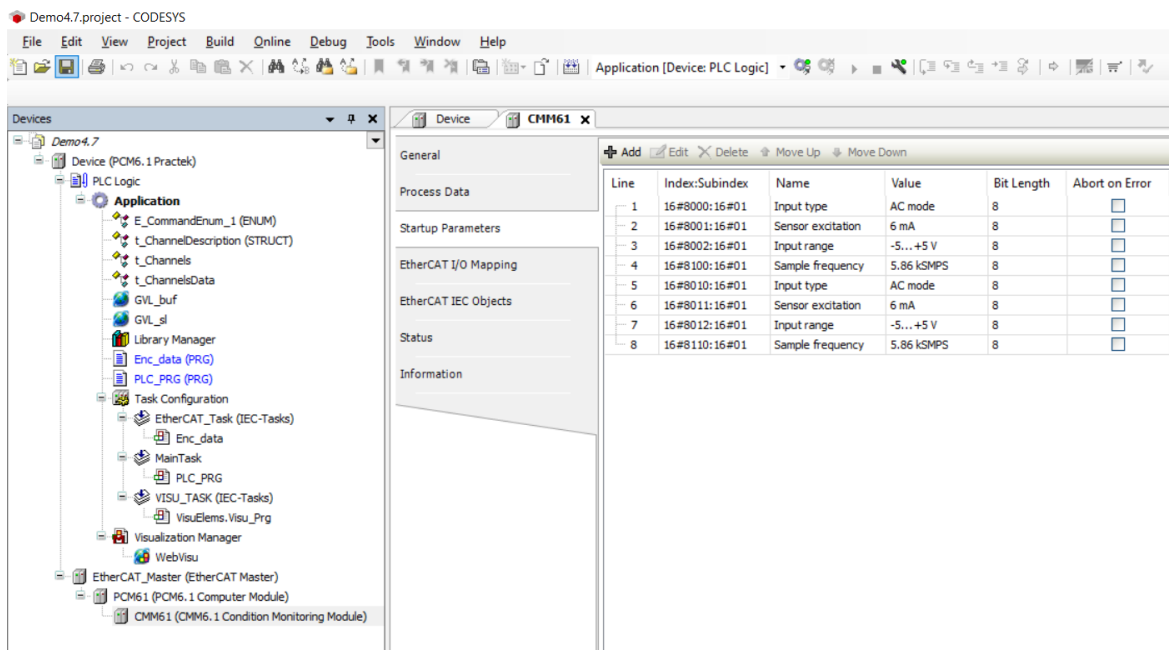 Demo4.7.project - CODESYS
File Edit View Project Build Online Debug Tools Window Help
Application [Device: PLC Logic]
Devices
Demo4.7
Device (PCM6.1 Practek)
PLC Logic
Application
E_CommandEnum_1 (ENUM)
t_ChannelDescription (STRUCT)
t_Channels
t_ChannelsData
GVL_buf
GVL_sl
Library Manager
Enc_data (PRG)
PLC_PRG (PRG)
Task Configuration
EtherCAT_Task (IEC-Tasks)
Enc_data
MainTask
PLC_PRG
VISU_TASK (IEC-Tasks)
VisuElems.Visu_Prg
Visualization Manager
WebVisu
EtherCAT_Master (EtherCAT Master)
PCM61 (PCM6.1 Computer Module)
CMM61 (CMM6.1 Condition Monitoring Module)
Device CMM61
General
Process Data
Startup Parameters
EtherCAT I/O Mapping
EtherCAT IEC Objects
Status
Information
Add Edit Delete Move Up Move Down
Line Index:Subindex Name Value Bit Length Abort on Error
1 16#8000:16#01 Input type AC mode 8
2 16#8001:16#01 Sensor excitation 6 mA 8
3 16#8002:16#01 Input range -5...+5 V 8
4 16#8100:16#01 Sample frequency 5.86 kSMPS 8
5 16#8010:16#01 Input type AC mode 8
6 16#8011:16#01 Sensor excitation 6 mA 8
7 16#8012:16#01 Input range -5...+5 V 8
8 16#8110:16#01 Sample frequency 5.86 kSMPS 8